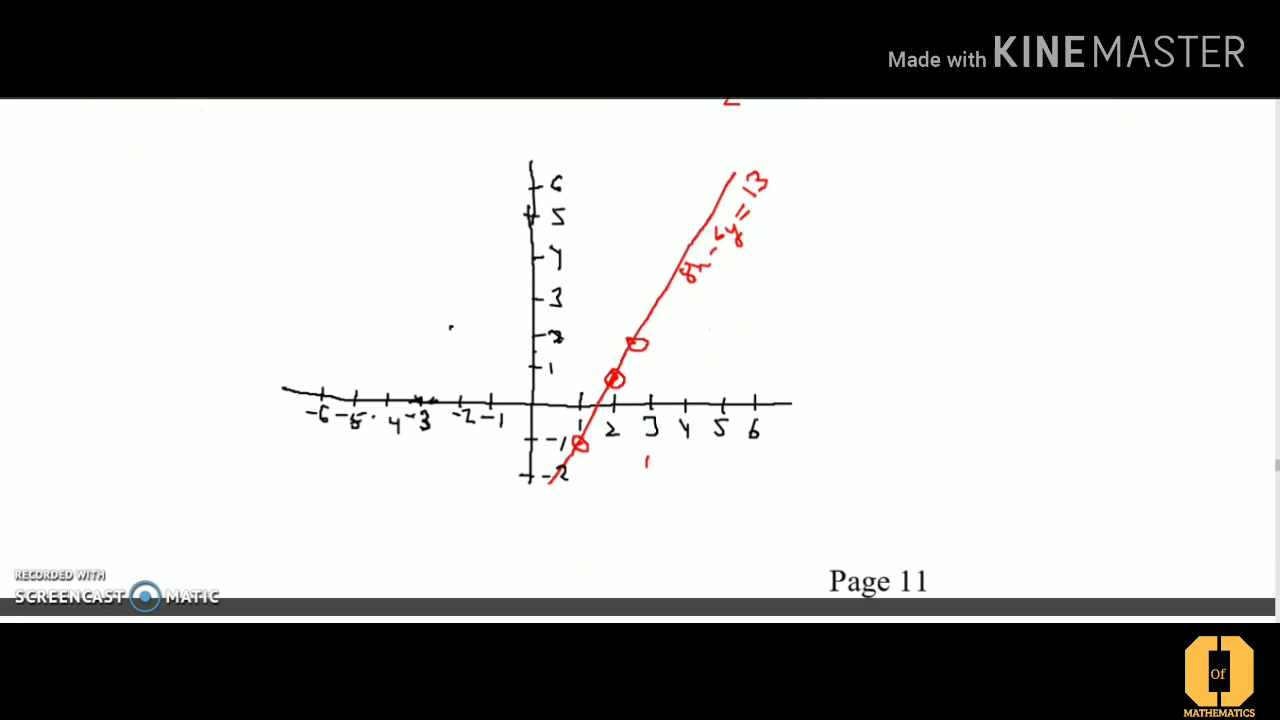 Made with KINEMASTER
6
5
4
3
2
1
8x - 6y = 13
-6 -5 4 -3 -2 -1 1 2 3 4 5 6
-1
-2
RECORDED WITH
SCREENCAST MATIC
Page 11
Of
MATHEMATICS